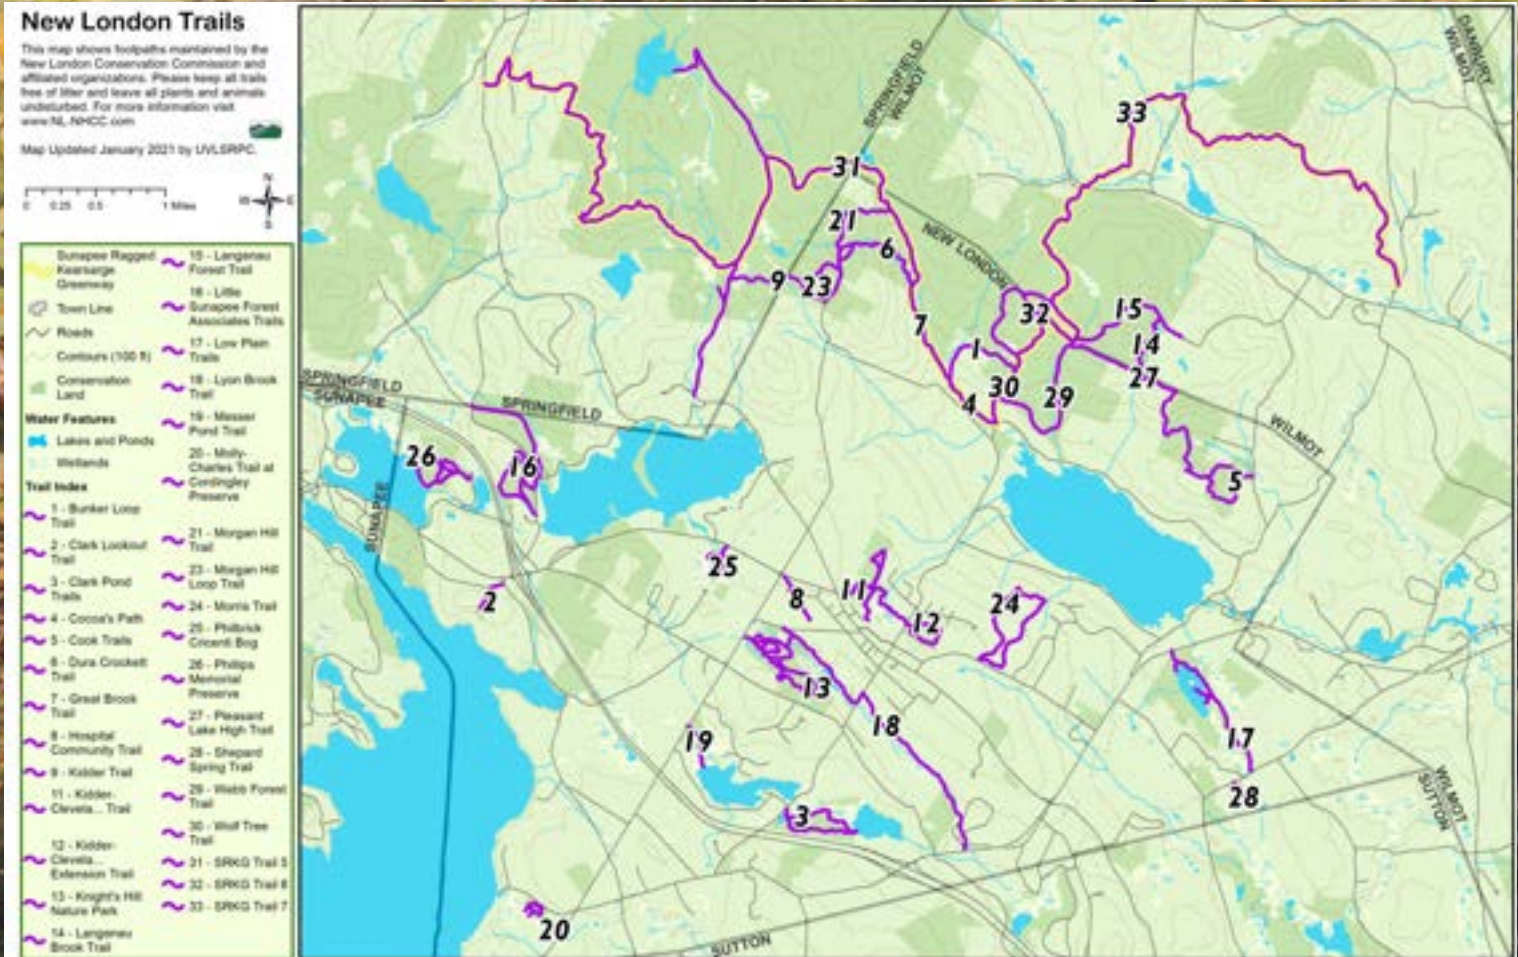 New London Trails
This map shows footpaths maintained by the
New London Conservation Commission and
affiliated organizations. Please keep all trails
free of litter and leave all plants and animals
undisturbed. For more information visit
www.NL-NHCC.com
Map Updated January 2021 by UVLSRPC.
N
W E
S
0 0.25 0.5 1 Miles
Sunapee Ragged
Kearsarge
Greenway
Town Line
Roads
Contours (100 ft)
Conservation
Land
Water Features
Lakes and Ponds
Wetlands
Trail Index
1 - Bunker Loop
Trail
2 - Clark Lookout
Trail
3 - Clark Pond
Trails
4 - Cocoa's Path
5 - Cook Trails
6 - Dura Crockett
Trail
7 - Great Brook
Trail
8 - Hospital
Community Trail
9 - Kidder Trail
11 - Kidder-
Clevela... Trail
12 - Kidder-
Clevela...
Extension Trail
13 - Knight's Hill
Nature Park
14 - Langenau
Brook Trail
15 - Langenau
Forest Trail
16 - Little
Sunapee Forest
Associates Trails
17 - Low Plain
Trails
18 - Lyon Brook
Trail
19 - Messer
Pond Trail
20 - Molly-
Charles Trail at
Cordingley
Preserve
21 - Morgan Hill
Trail
23 - Morgan Hill
Loop Trail
24 - Morris Trail
25 - Philbrick
Cricenti Bog
26 - Phillips
Memorial
Preserve
27 - Pleasant
Lake High Trail
28 - Shepard
Spring Trail
29 - Webb Forest
Trail
30 - Wolf Tree
Trail
31 - SRKG Trail 5
32 - SRKG Trail 6
33 - SRKG Trail 7
SPRINGFIELD
WILMOT
DANBURY
WILMOT
33
31
21
6
NEW LONDON
9
23
32
15
7
1
14
27
30
4
29
SPRINGFIELD
SUNAPEE
SPRINGFIELD
WILMOT
26
16
5
SUNAPEE
25
2
8
11
12
24
13
18
19
17
28
3
WILMOT
SUTTON
20
SUTTON